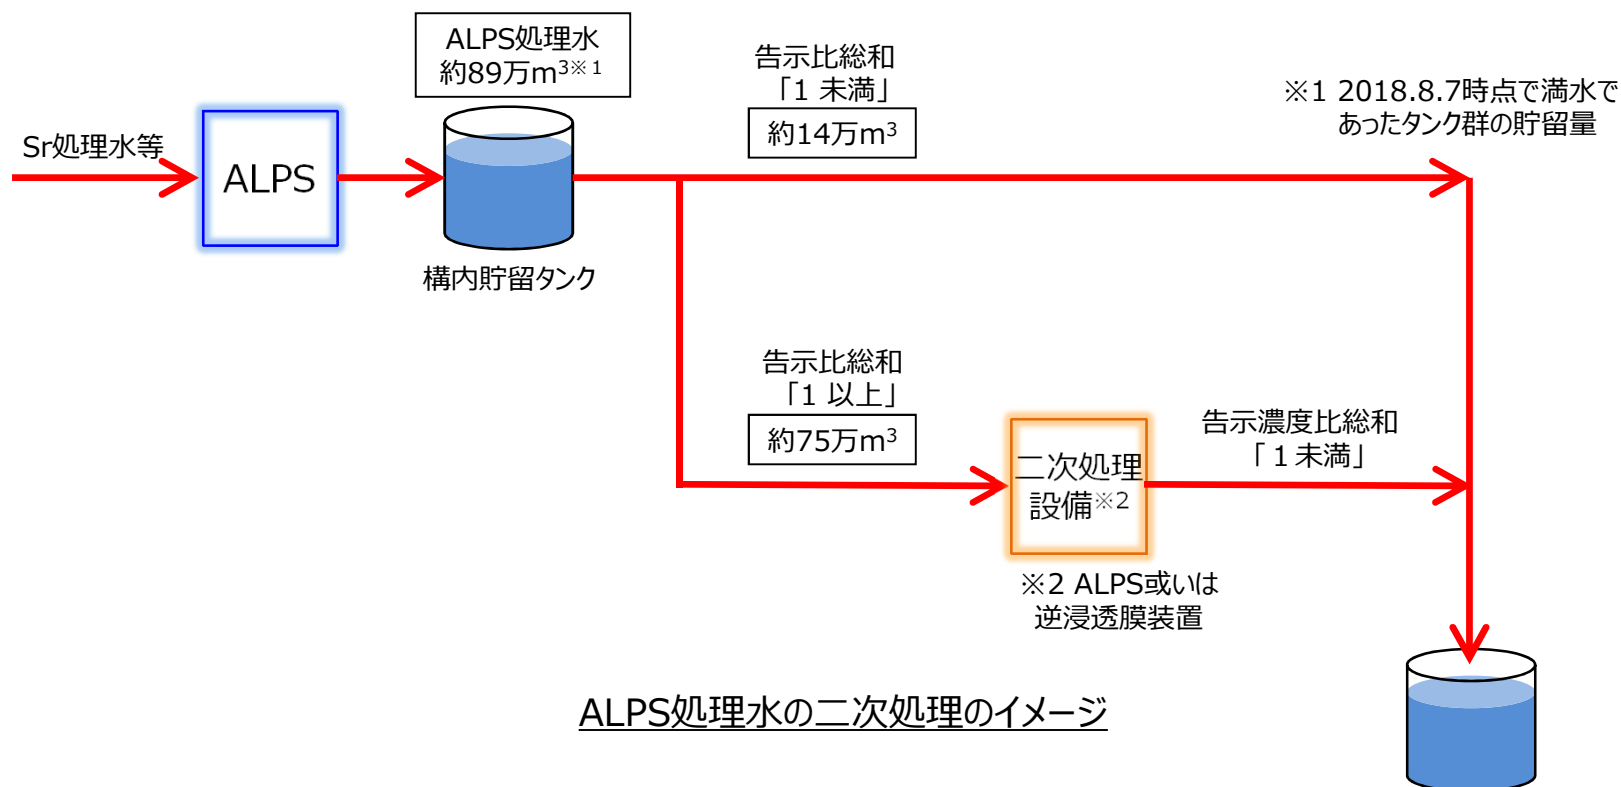 ALPS処理水
約89万m³※1
告示比総和
「1 未満」
約14万m³
※1 2018.8.7時点で満水で
あったタンク群の貯留量
Sr処理水等
ALPS
構内貯留タンク
告示比総和
「1 以上」
約75万m³
二次処理
設備※2
告示濃度比総和
「１未満」
※2 ALPS或いは
逆浸透膜装置
ALPS処理水の二次処理のイメージ